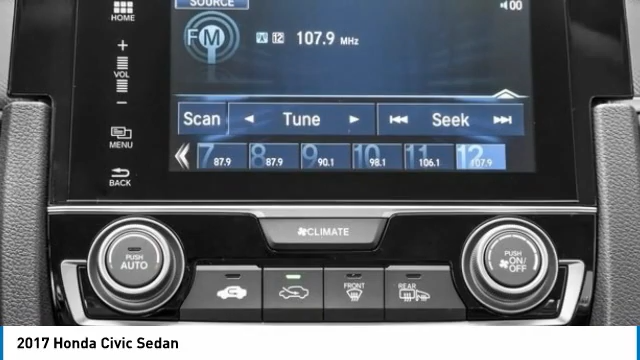 SOURCE
00
HOME
FM
12 107.9 MHz
+
VOL
-
Scan Tune Seek
MENU
7 87.9 8 87.9 9 90.1 10 98.1 11 106.1 12 107.9
BACK
CLIMATE
PUSH
AUTO
PUSH
ON/
OFF
FRONT
REAR
2017 Honda Civic Sedan